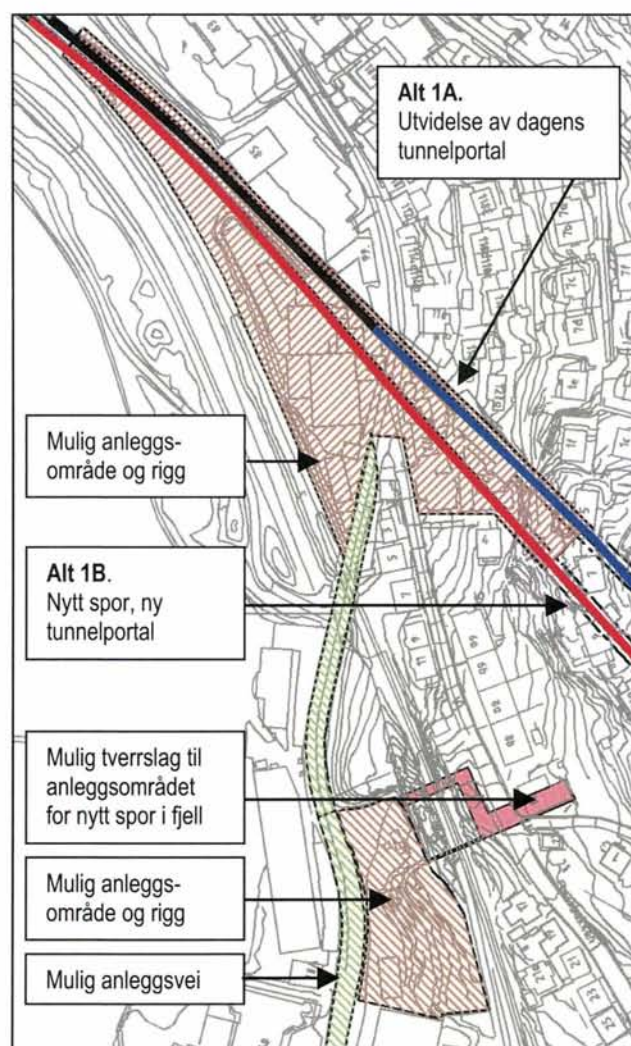 Alt 1A.
Utvidelse av dagens
tunnelportal
Mulig anleggs-
område og rigg
Alt 1B.
Nytt spor, ny
tunnelportal
Mulig tverrslag til
anleggsområdet
for nytt spor i fjell
Mulig anleggs-
område og rigg
Mulig anleggsvei